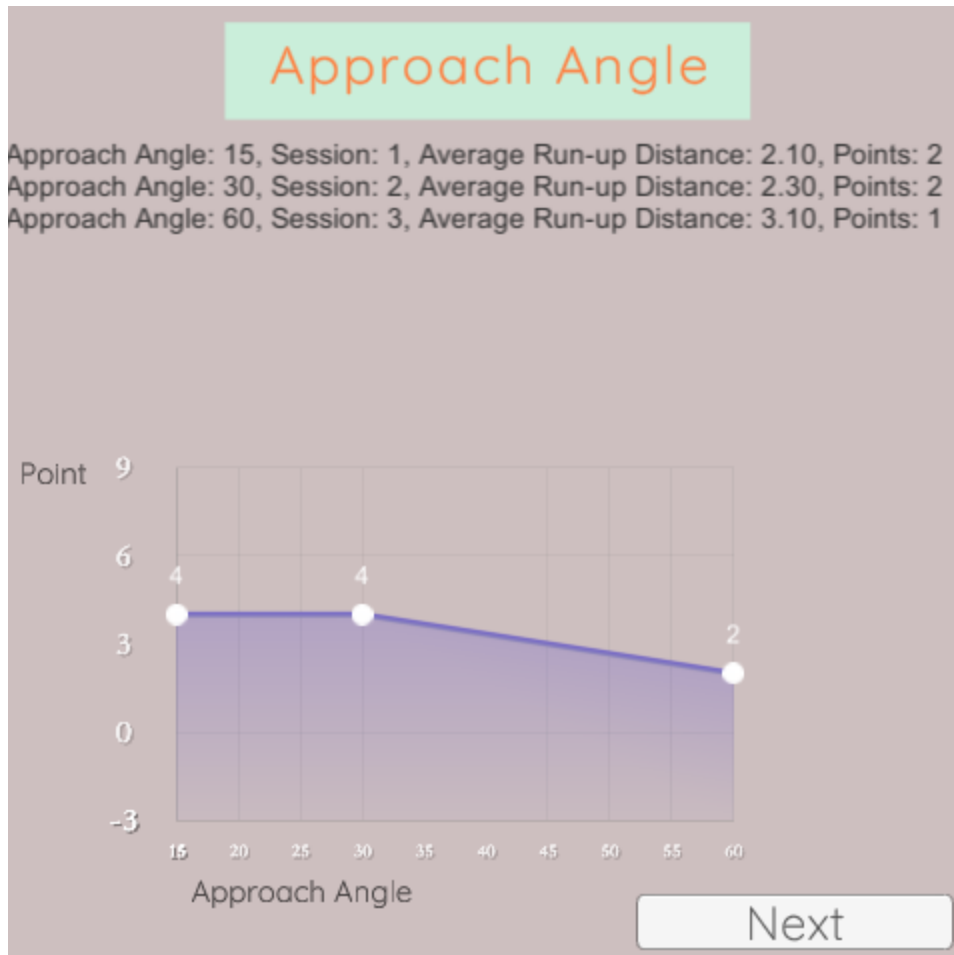 Approach Angle
Approach Angle: 15, Session: 1, Average Run-up Distance: 2.10, Points: 2
Approach Angle: 30, Session: 2, Average Run-up Distance: 2.30, Points: 2
Approach Angle: 60, Session: 3, Average Run-up Distance: 3.10, Points: 1
Point
9
6
4 4
3
2
0
-3
15 20 25 30 35 40 45 50 55 60
Approach Angle
Next